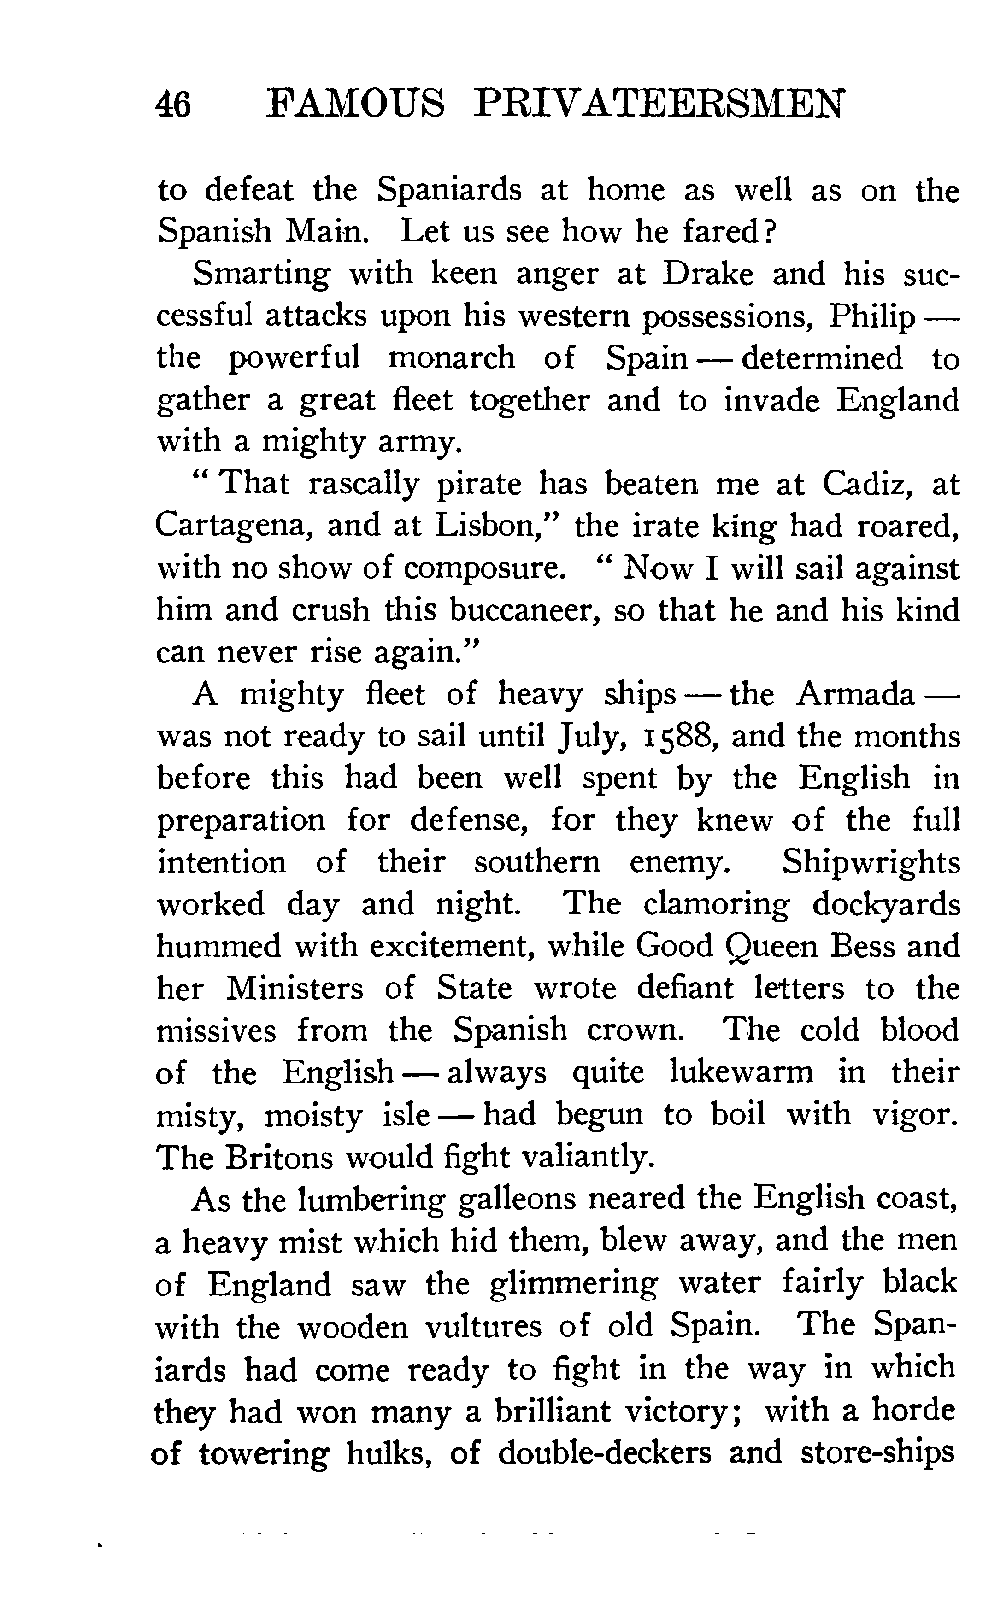 46 FAMOUS PRIVATEERSMEN
to defeat the Spaniards at home as well as on the
Spanish Main. Let us see how he fared?
Smarting with keen anger at Drake and his suc-
cessful attacks upon his western possessions, Philip —
the powerful monarch of Spain — determined to
gather a great fleet together and to invade England
with a mighty army.
“ That rascally pirate has beaten me at Cadiz, at
Cartagena, and at Lisbon,” the irate king had roared,
with no show of composure. “ Now I will sail against
him and crush this buccaneer, so that he and his kind
can never rise again.”
A mighty fleet of heavy ships — the Armada —
was not ready to sail until July, 1588, and the months
before this had been well spent by the English in
preparation for defense, for they knew of the full
intention of their southern enemy. Shipwrights
worked day and night. The clamoring dockyards
hummed with excitement, while Good Queen Bess and
her Ministers of State wrote defiant letters to the
missives from the Spanish crown. The cold blood
of the English — always quite lukewarm in their
misty, moisty isle — had begun to boil with vigor.
The Britons would fight valiantly.
As the lumbering galleons neared the English coast,
a heavy mist which hid them, blew away, and the men
of England saw the glimmering water fairly black
with the wooden vultures of old Spain. The Span-
iards had come ready to fight in the way in which
they had won many a brilliant victory; with a horde
of towering hulks, of double-deckers and store-ships